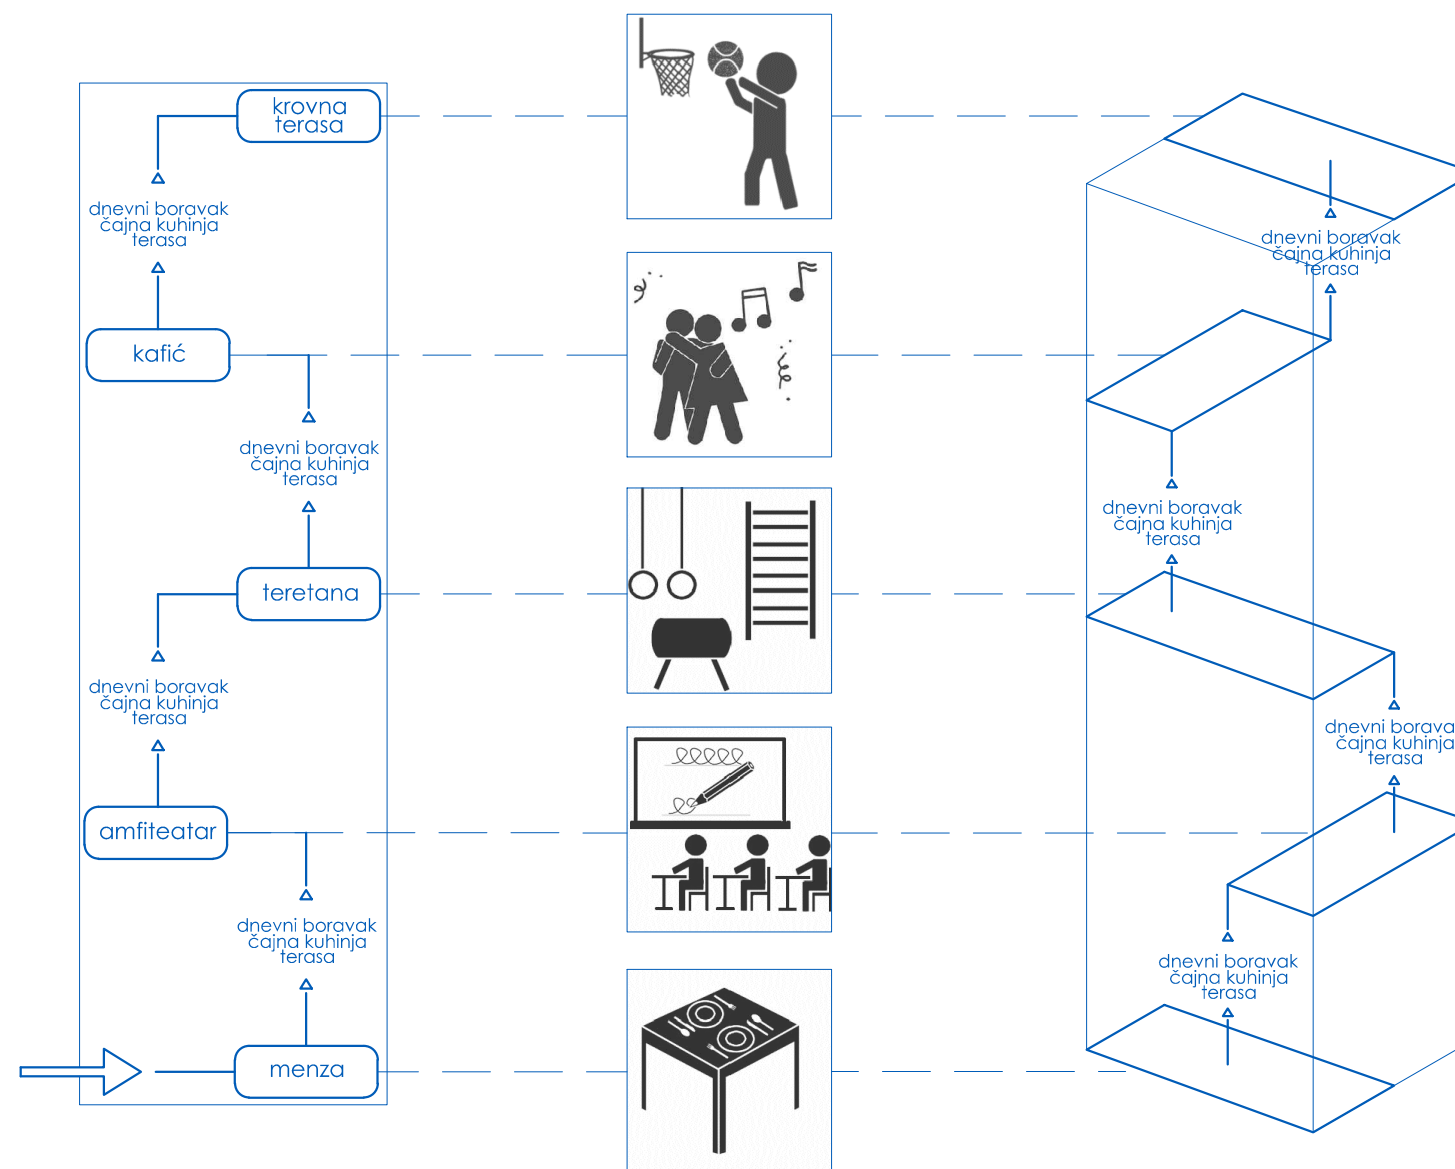 krovna
terasa
dnevni boravak
čajna kuhinja
terasa
dnevni boravak
čajna kuhinja
terasa
kafić
dnevni boravak
čajna kuhinja
terasa
dnevni boravak
čajna kuhinja
terasa
teretana
dnevni boravak
čajna kuhinja
terasa
dnevni borava
čajna kuhinja
terasa
amfiteatar
dnevni boravak
čajna kuhinja
terasa
dnevni boravak
čajna kuhinja
terasa
menza